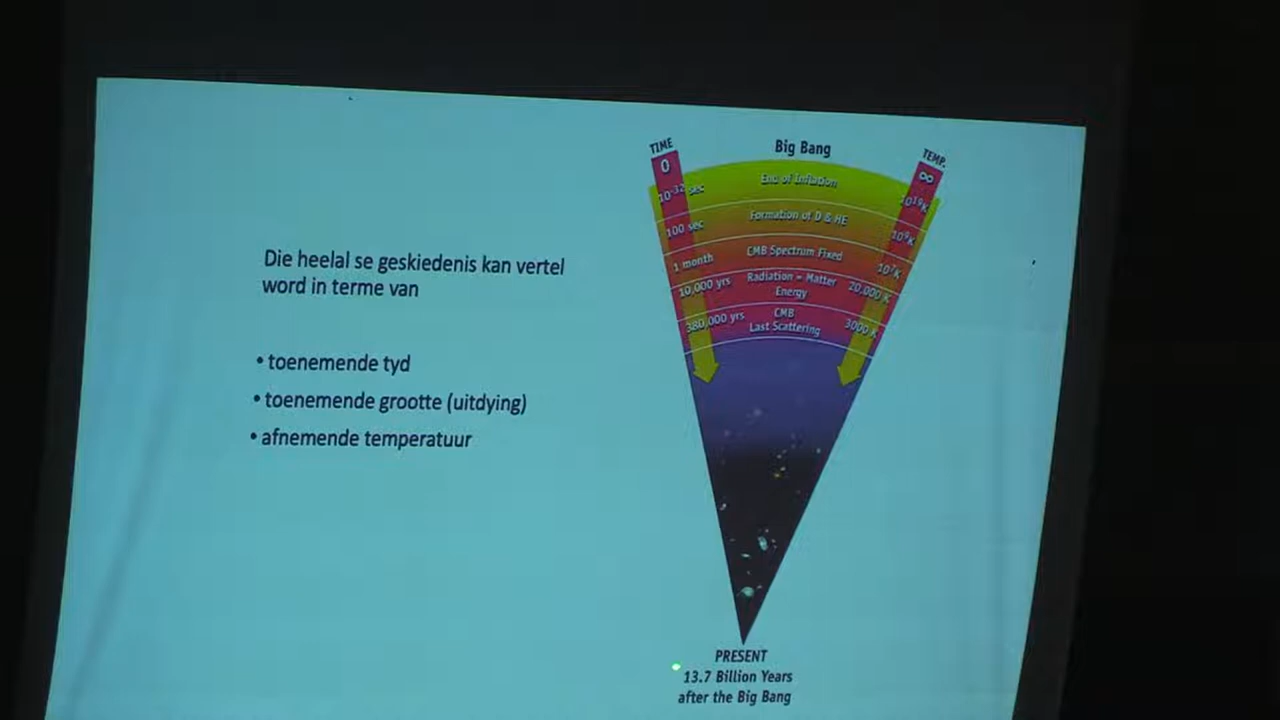 Die heelal se geskiedenis kan vertel
word in terme van
• toenemende tyd
• toenemende grootte (uitdying)
• afnemende temperatuur
TIME
Big Bang
TEMP.
0
∞
10⁻³² sec
End of Inflation
10¹⁹K
100 sec
Formation of D & HE
10⁹K
1 month
CMB Spectrum Fixed
10⁷K
10,000 yrs
Radiation = Matter
Energy
20,000 K
380,000 yrs
CMB
Last Scattering
3000 K
PRESENT
13.7 Billion Years
after the Big Bang